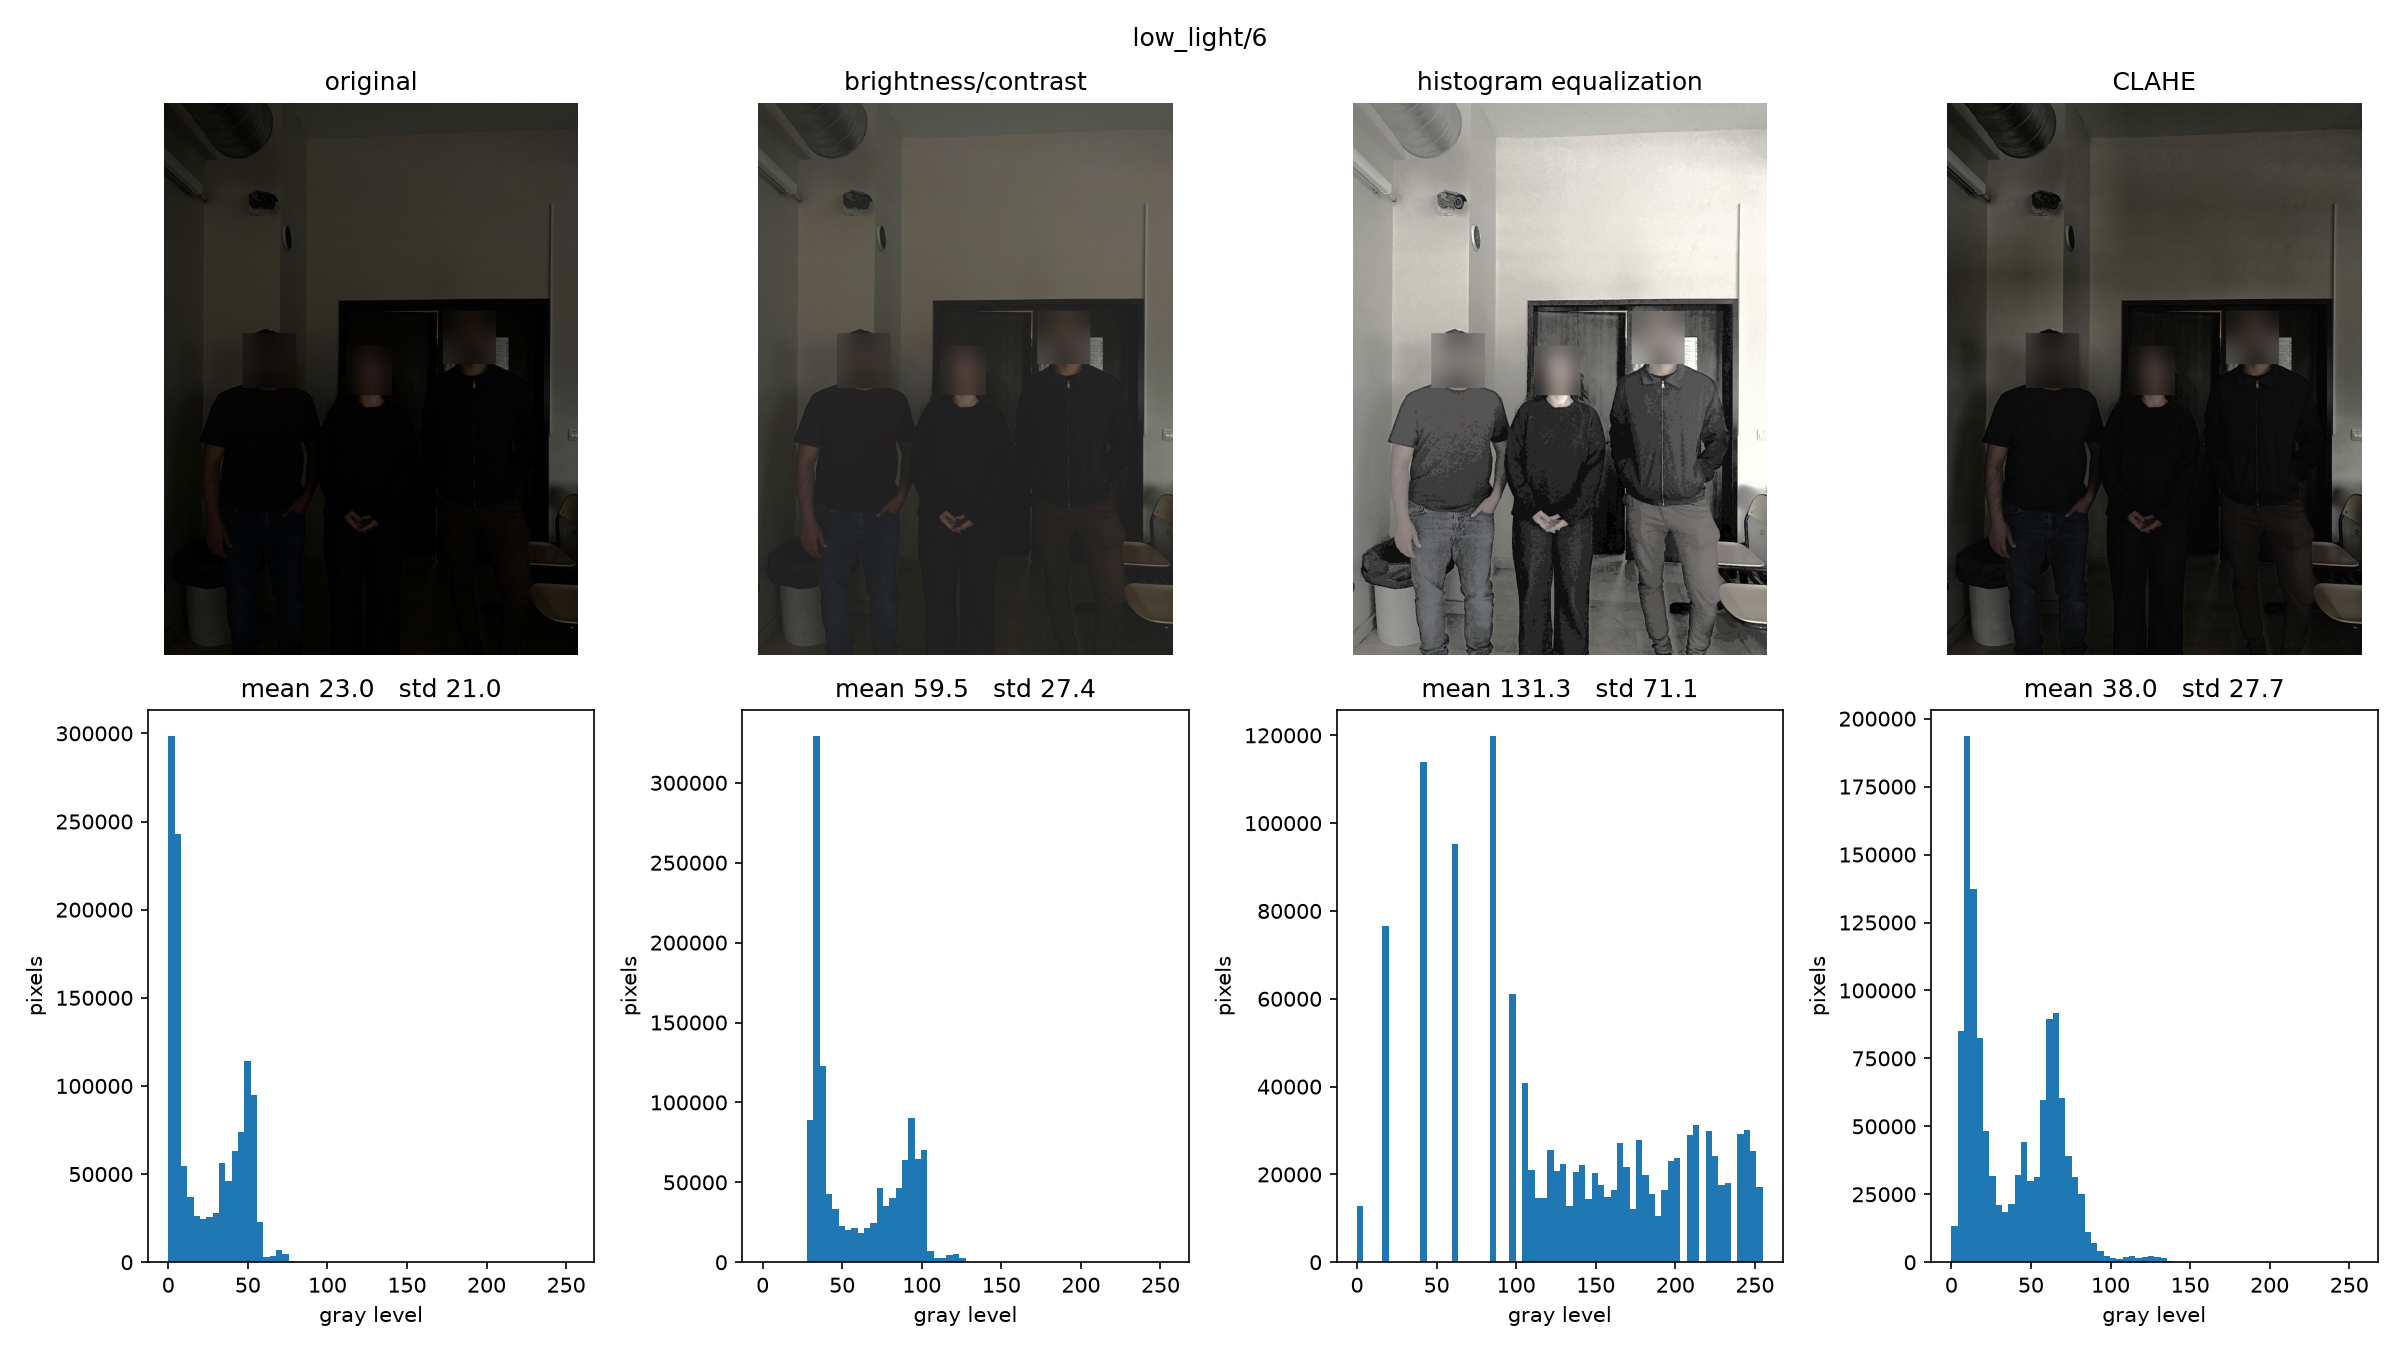 low_light/6
original
brightness/contrast
histogram equalization
CLAHE
mean 23.0   std 21.0
mean 59.5   std 27.4
mean 131.3   std 71.1
mean 38.0   std 27.7
pixels
300000
250000
200000
150000
100000
50000
0
0 50 100 150 200 250
gray level
pixels
300000
250000
200000
150000
100000
50000
0
0 50 100 150 200 250
gray level
pixels
120000
100000
80000
60000
40000
20000
0
0 50 100 150 200 250
gray level
pixels
200000
175000
150000
125000
100000
75000
50000
25000
0
0 50 100 150 200 250
gray level